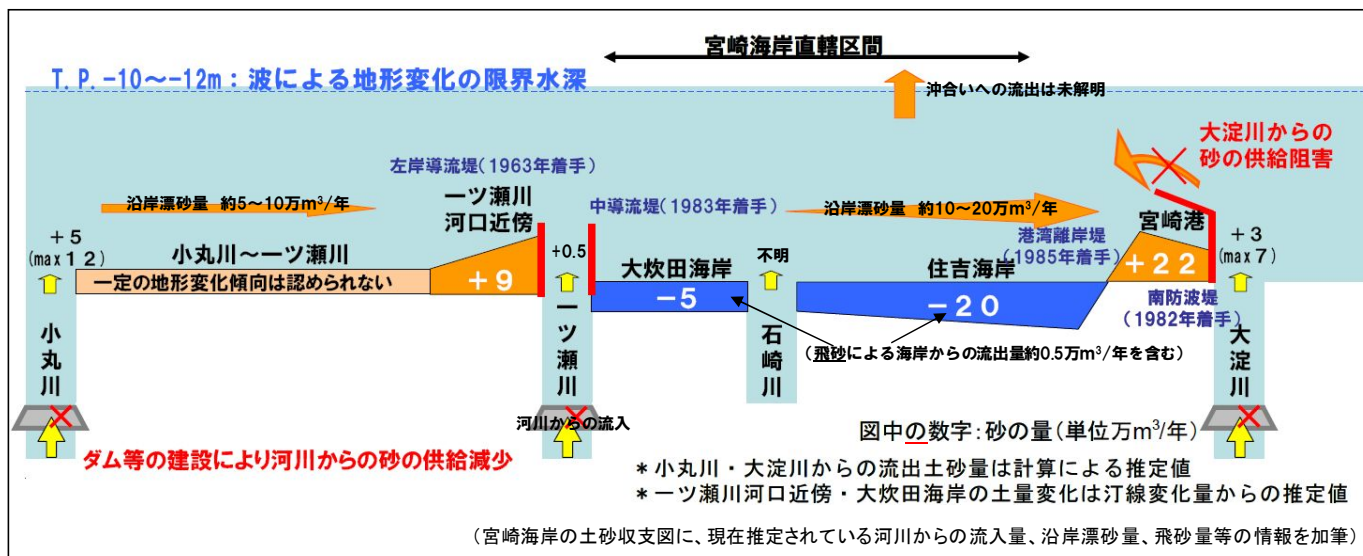 宮崎海岸直轄区間
T.P.-10～-12m：波による地形変化の限界水深
沖合いへの流出は未解明
大淀川からの
砂の供給阻害
左岸導流堤(1963年着手)
沿岸漂砂量 約5～10万m³/年
一ツ瀬川
河口近傍
中導流堤(1983年着手)
沿岸漂砂量 約10～20万m³/年
宮崎港
+5
(max12)
小丸川～一ツ瀬川
一定の地形変化傾向は認められない
+9
+0.5
大炊田海岸
-5
不明
港湾離岸堤
(1985年着手)
住吉海岸
-20
+22
+3
(max7)
南防波堤
(1982年着手)
(飛砂による海岸からの流出量約0.5万m³/年を含む)
小丸川
一ツ瀬川
石崎川
大淀川
河川からの流入
ダム等の建設により河川からの砂の供給減少
図中の数字：砂の量(単位万m³/年)
＊小丸川・大淀川からの流出土砂量は計算による推定値
＊一ツ瀬川河口近傍・大炊田海岸の土量変化は汀線変化量からの推定値
(宮崎海岸の土砂収支図に、現在推定されている河川からの流入量、沿岸漂砂量、飛砂量等の情報を加筆)